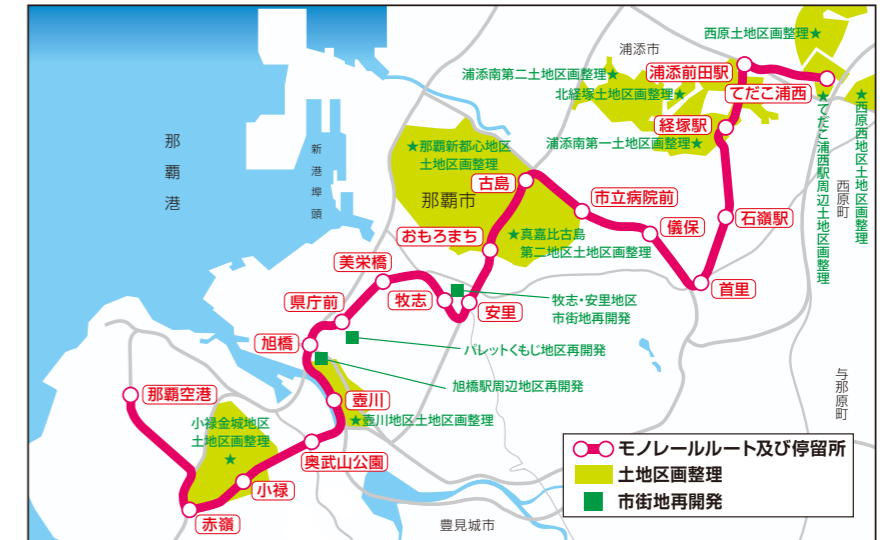 西原土地区画整理★
浦添市
浦添南第二土地区画整理★
浦添前田駅
てだこ浦西
北経塚土地区画整理★
経塚駅
浦添南第一土地区画整理★
★てだこ浦西駅周辺土地区画整理
★西原西地区土地区画整理
西原町
那覇港
新港埠頭
★那覇新都心地区
土地区画整理
古島
那覇市
市立病院前
儀保
石嶺駅
おもろまち
★真嘉比古島
第二地区土地区画整理
首里
美栄橋
牧志
安里
牧志・安里地区
市街地再開発
県庁前
旭橋
パレットくもじ地区再開発
旭橋駅周辺地区再開発
与那原町
那覇空港
壺川
★壺川地区土地区画整理
小禄金城地区
土地区画整理
★
奥武山公園
小禄
赤嶺
豊見城市
モノレールルート及び停留所
土地区画整理
市街地再開発